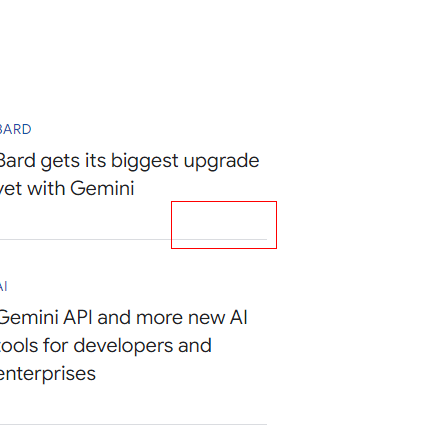 BARD
Bard gets its biggest upgrade
yet with Gemini
AI
Gemini API and more new AI
tools for developers and
enterprises